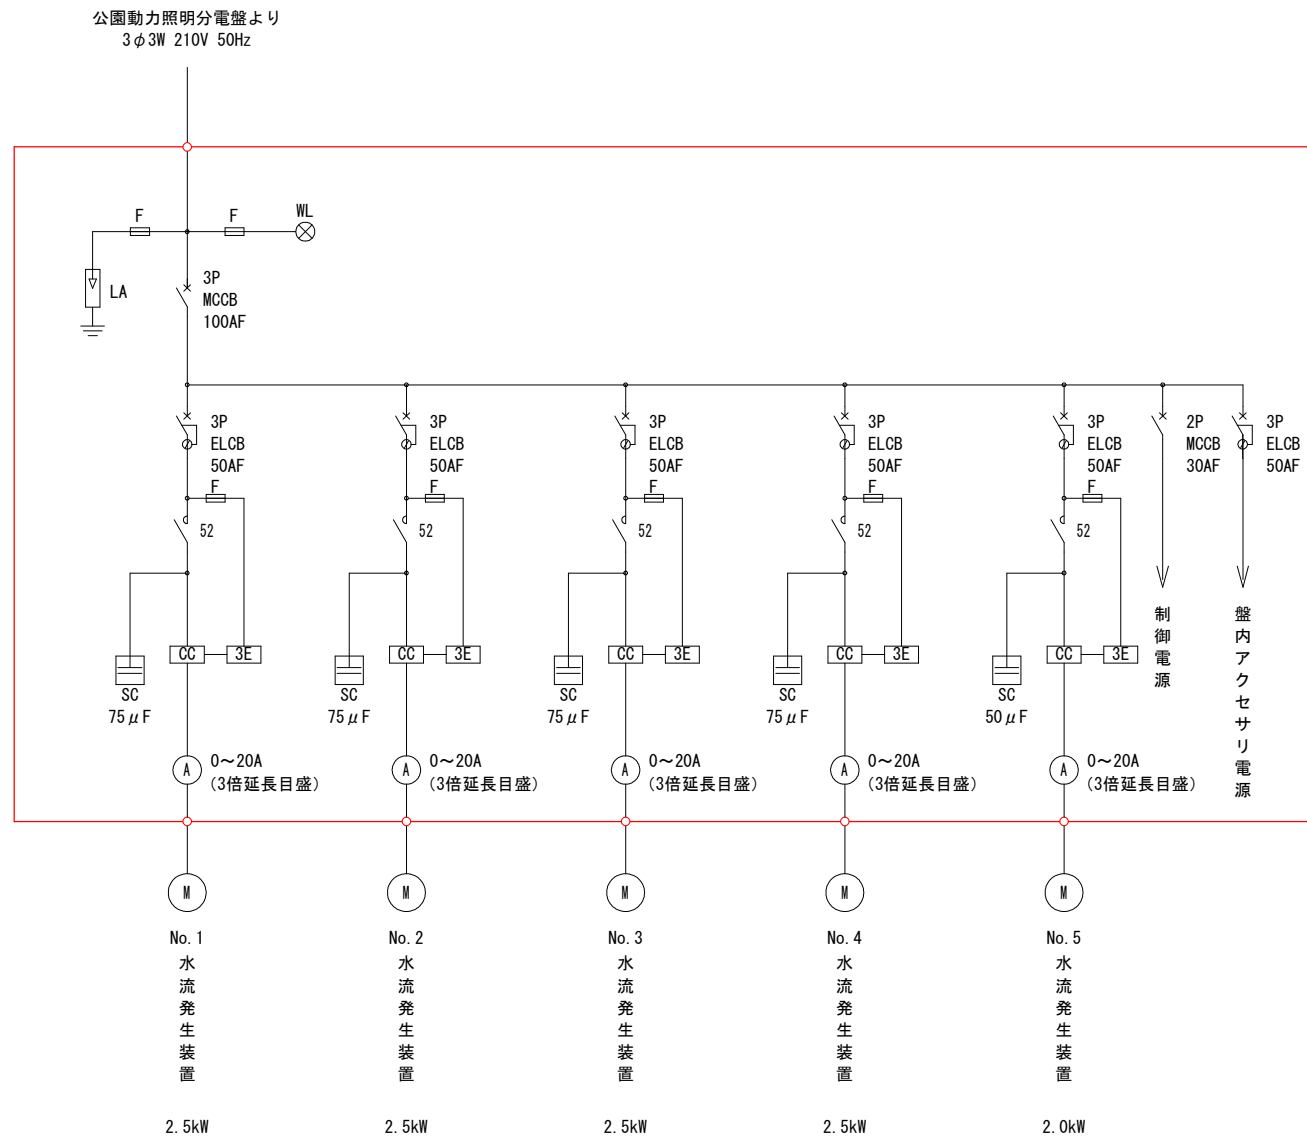 公園動力照明分電盤より
3φ3W 210V 50Hz
F
F
WL
LA
3P
MCCB
100AF
3P
ELCB
50AF
3P
ELCB
50AF
3P
ELCB
50AF
3P
ELCB
50AF
3P
ELCB
50AF
2P
MCCB
30AF
3P
ELCB
50AF
F
F
F
F
F
52
52
52
52
52
制御電源
盤内アクセサリ電源
CC
3E
CC
3E
CC
3E
CC
3E
CC
3E
SC
75μF
SC
75μF
SC
75μF
SC
75μF
SC
50μF
A
0～20A
(3倍延長目盛)
A
0～20A
(3倍延長目盛)
A
0～20A
(3倍延長目盛)
A
0～20A
(3倍延長目盛)
A
0～20A
(3倍延長目盛)
M
M
M
M
M
No.1
水流発生装置
2.5kW
No.2
水流発生装置
2.5kW
No.3
水流発生装置
2.5kW
No.4
水流発生装置
2.5kW
No.5
水流発生装置
2.0kW